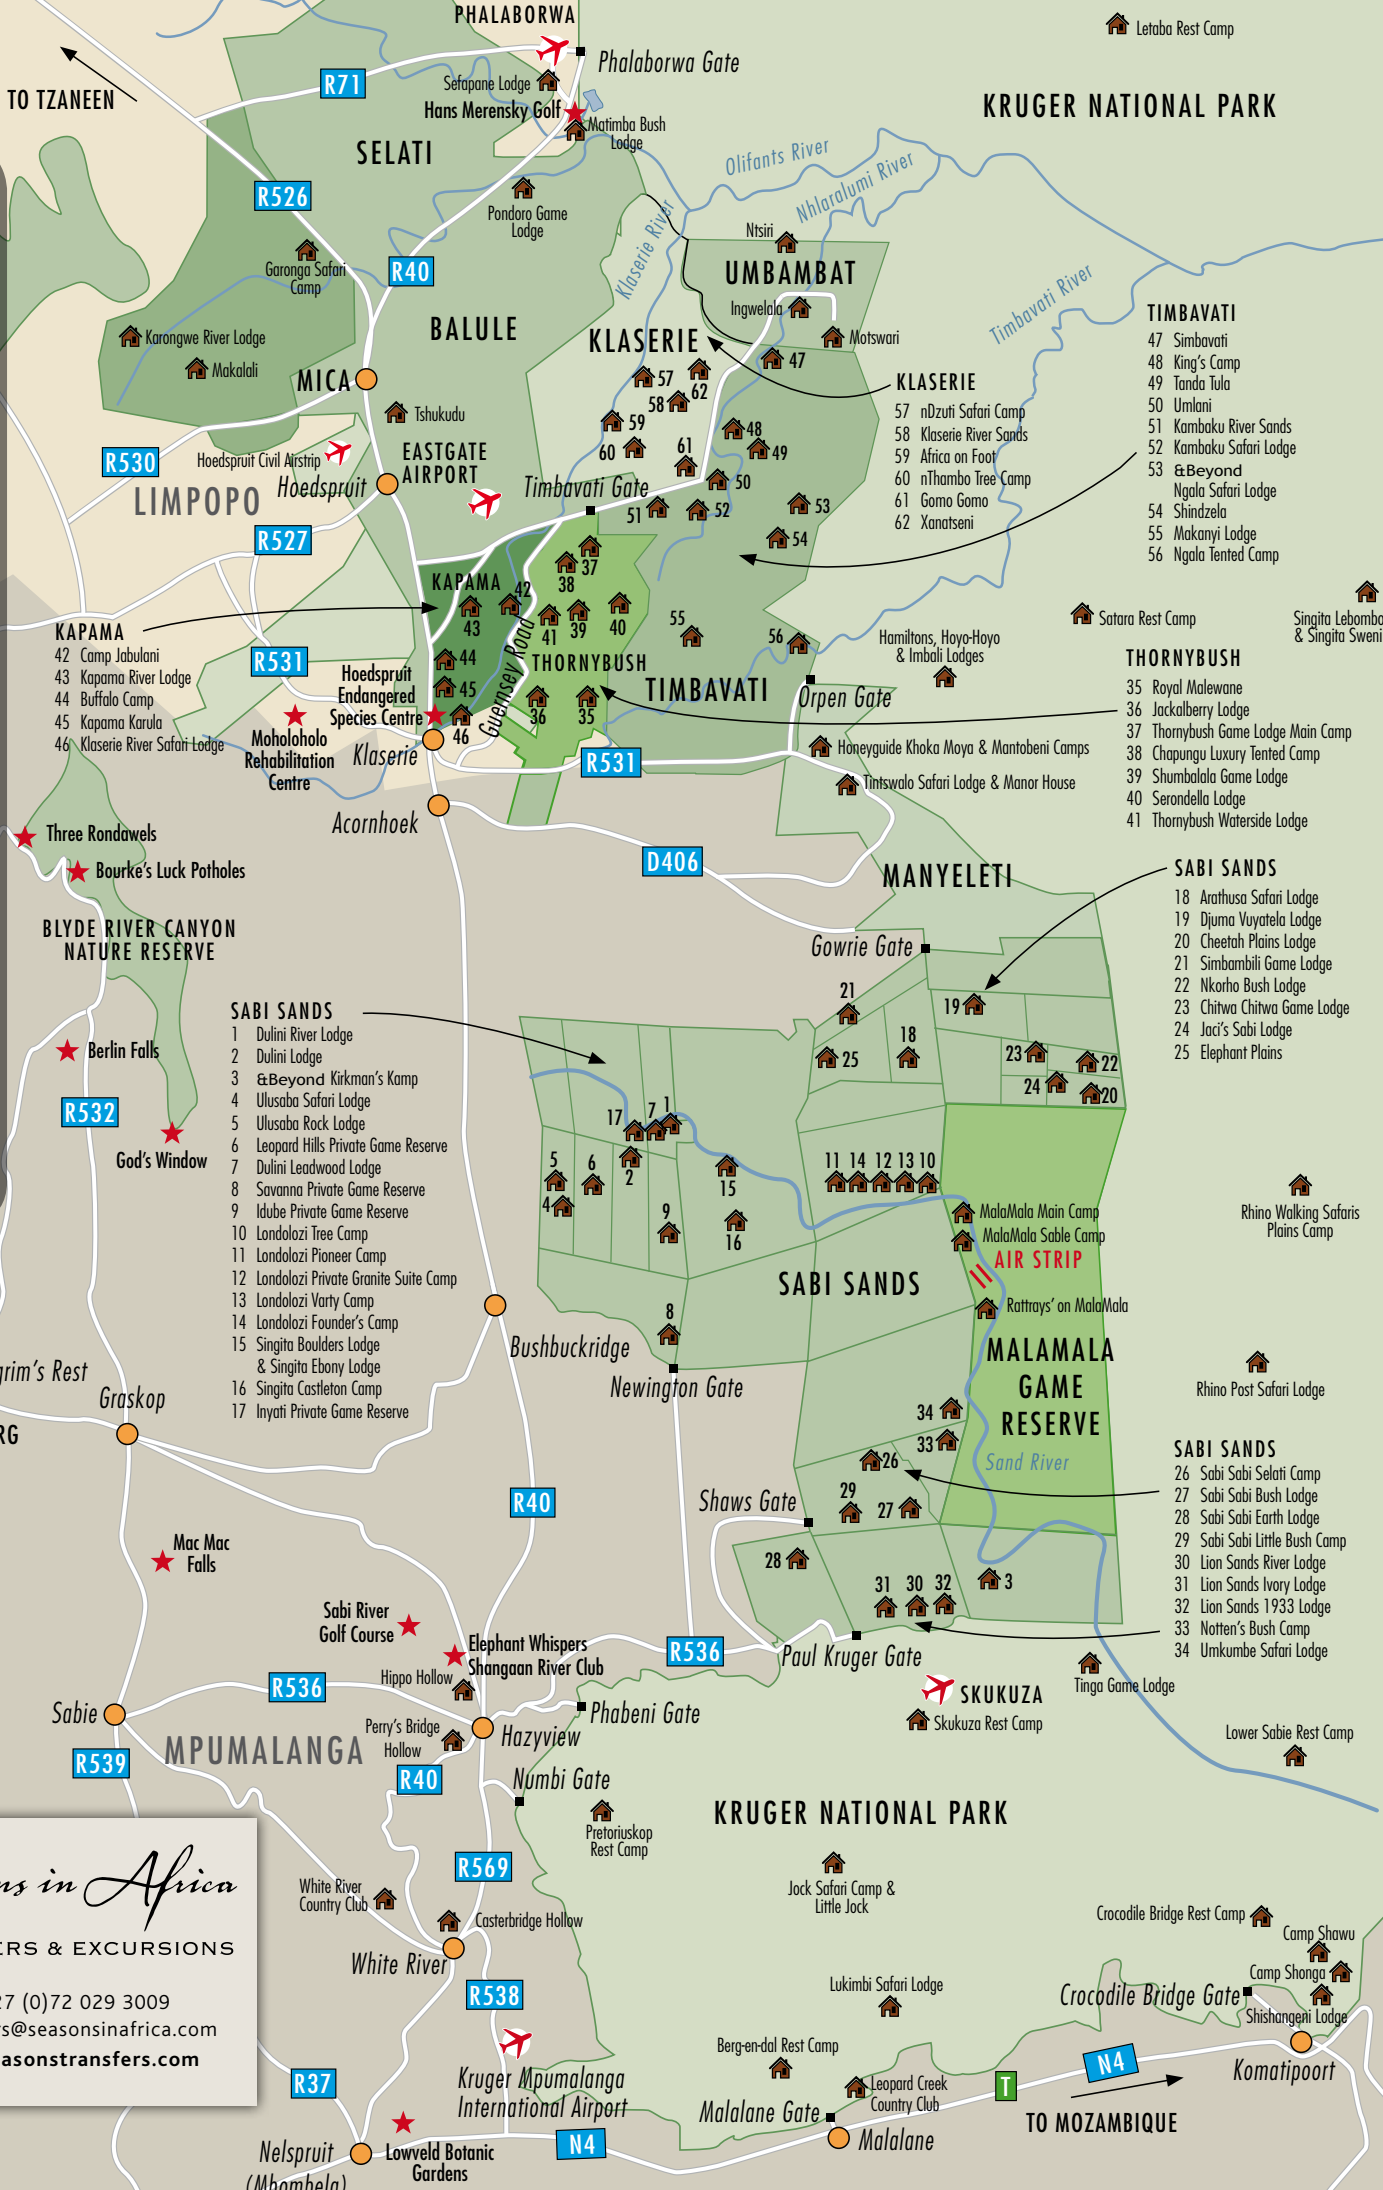 PHALABORWA
Letaba Rest Camp
Phalaborwa Gate
R71
Sefapane Lodge
TO TZANEEN
Hans Merensky Golf
KRUGER NATIONAL PARK
Matimba Bush
Lodge
SELATI
Olifants River
R526
Nhlaralumi River
Pondoro Game
Lodge
Klaserie River
Ntsiri
Garonga Safari
Camp
R40
UMBAMBAT
Timbavati River
Ingwelala
BALULE
KLASERIE
Karongwe River Lodge
Motswari
Makalali
MICA
47
TIMBAVATI
47 Simbavati
48 King's Camp
49 Tanda Tula
50 Umlani
51 Kambaku River Sands
52 Kambaku Safari Lodge
53 &Beyond
Ngala Safari Lodge
54 Shindzela
55 Makanyi Lodge
56 Ngala Tented Camp
KLASERIE
57 nDzuti Safari Camp
58 Klaserie River Sands
59 Africa on Foot
60 nThambo Tree Camp
61 Gomo Gomo
62 Xanatseni
57
62
58
59
48
60
61
49
Tshukudu
R530
Hoedspruit Civil Airstrip
EASTGATE
AIRPORT
LIMPOPO
Hoedspruit
Timbavati Gate
50
51
52
53
54
R527
KAPAMA
37
38
42
43
41
39
40
55
56
KAPAMA
42 Camp Jabulani
43 Kapama River Lodge
44 Buffalo Camp
45 Kapama Karula
46 Klaserie River Safari Lodge
R531
44
45
46
Guernsey Road
THORNYBUSH
36
35
TIMBAVATI
Hoedspruit
Endangered
Species Centre
Moholoholo
Rehabilitation
Centre
Klaserie
R531
Hamiltons, Hoyo-Hoyo
& Imbali Lodges
Satara Rest Camp
Singita Lebombo
& Singita Sweni
Orpen Gate
THORNYBUSH
35 Royal Malewane
36 Jackalberry Lodge
37 Thornybush Game Lodge Main Camp
38 Chapungu Luxury Tented Camp
39 Shumbalala Game Lodge
40 Serondella Lodge
41 Thornybush Waterside Lodge
Honeyguide Khoka Moya & Mantobeni Camps
Tintswalo Safari Lodge & Manor House
Acornhoek
Three Rondawels
Bourke's Luck Potholes
D406
MANYELETI
BLYDE RIVER CANYON
NATURE RESERVE
Gowrie Gate
SABI SANDS
18 Arathusa Safari Lodge
19 Djuma Vuyatela Lodge
20 Cheetah Plains Lodge
21 Simbambili Game Lodge
22 Nkorho Bush Lodge
23 Chitwa Chitwa Game Lodge
24 Jaci's Sabi Lodge
25 Elephant Plains
21
19
18
25
23
22
24
20
Berlin Falls
R532
God's Window
SABI SANDS
1 Dulini River Lodge
2 Dulini Lodge
3 &Beyond Kirkman's Kamp
4 Ulusaba Safari Lodge
5 Ulusaba Rock Lodge
6 Leopard Hills Private Game Reserve
7 Dulini Leadwood Lodge
8 Savanna Private Game Reserve
9 Idube Private Game Reserve
10 Londolozi Tree Camp
11 Londolozi Pioneer Camp
12 Londolozi Private Granite Suite Camp
13 Londolozi Varty Camp
14 Londolozi Founder's Camp
15 Singita Boulders Lodge
& Singita Ebony Lodge
16 Singita Castleton Camp
17 Inyati Private Game Reserve
17
7
1
5
6
2
4
9
15
16
8
11
14
12
13
10
MalaMala Main Camp
MalaMala Sable Camp
AIR STRIP
Rattrays' on MalaMala
Rhino Walking Safaris
Plains Camp
SABI SANDS
MALAMALA
GAME
RESERVE
Sand River
Rhino Post Safari Lodge
Bushbuckridge
Newington Gate
grim's Rest
Graskop
RG
R40
34
33
26
29
27
28
Shaws Gate
SABI SANDS
26 Sabi Sabi Selati Camp
27 Sabi Sabi Bush Lodge
28 Sabi Sabi Earth Lodge
29 Sabi Sabi Little Bush Camp
30 Lion Sands River Lodge
31 Lion Sands Ivory Lodge
32 Lion Sands 1933 Lodge
33 Notten's Bush Camp
34 Umkumbe Safari Lodge
31
30
32
3
Mac Mac
Falls
Sabi River
Golf Course
Elephant Whispers
Shangaan River Club
Hippo Hollow
R536
Paul Kruger Gate
SKUKUZA
Skukuza Rest Camp
Tinga Game Lodge
Lower Sabie Rest Camp
R536
Sabie
Phabeni Gate
Perry's Bridge
Hollow
Hazyview
MPUMALANGA
R539
R40
Numbi Gate
Pretoriuskop
Rest Camp
KRUGER NATIONAL PARK
R569
Jock Safari Camp &
Little Jock
White River
Country Club
Casterbridge Hollow
White River
R538
ns in Africa
ERS & EXCURSIONS
27 (0)72 029 3009
rs@seasonsinafrica.com
asonstransfers.com
Crocodile Bridge Rest Camp
Camp Shawu
Camp Shonga
Lukimbi Safari Lodge
Crocodile Bridge Gate
Shishangeni Lodge
Komatipoort
Berg-en-dal Rest Camp
N4
Leopard Creek
Country Club
T
R37
Kruger Mpumalanga
International Airport
Malalane Gate
TO MOZAMBIQUE
N4
Malalane
Nelspruit
(Mbombela)
Lowveld Botanic
Gardens